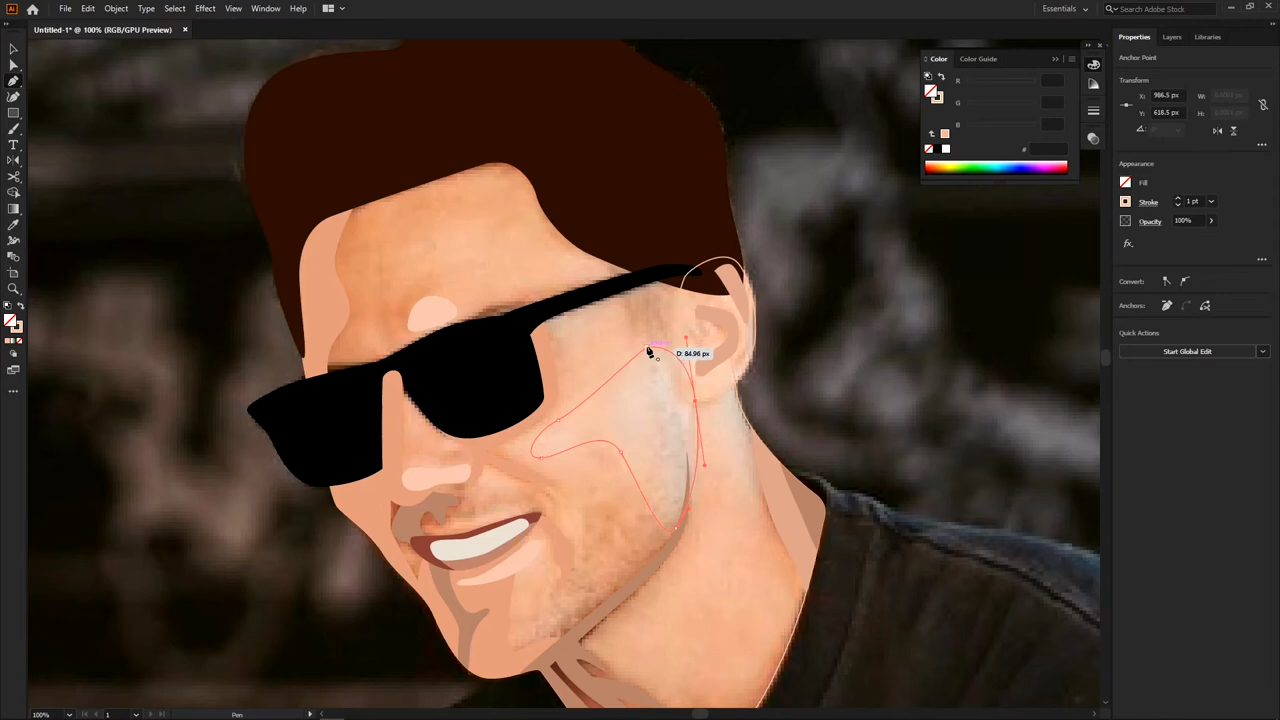 Ai File Edit Object Type Select Effect View Window Help Essentials Search Adobe Stock
Untitled-1* @ 100% (RGB/GPU Preview) ×
Color Color Guide
R
G
B
#
Properties Layers Libraries
Anchor Point
Transform
X: 986.5 px W:
Y: 618.5 px H:
Appearance
Fill
Stroke 1 pt
Opacity 100%
fx.
Convert:
Anchors:
Quick Actions
Start Global Edit
D: 84.96 px
100% 1 Pen